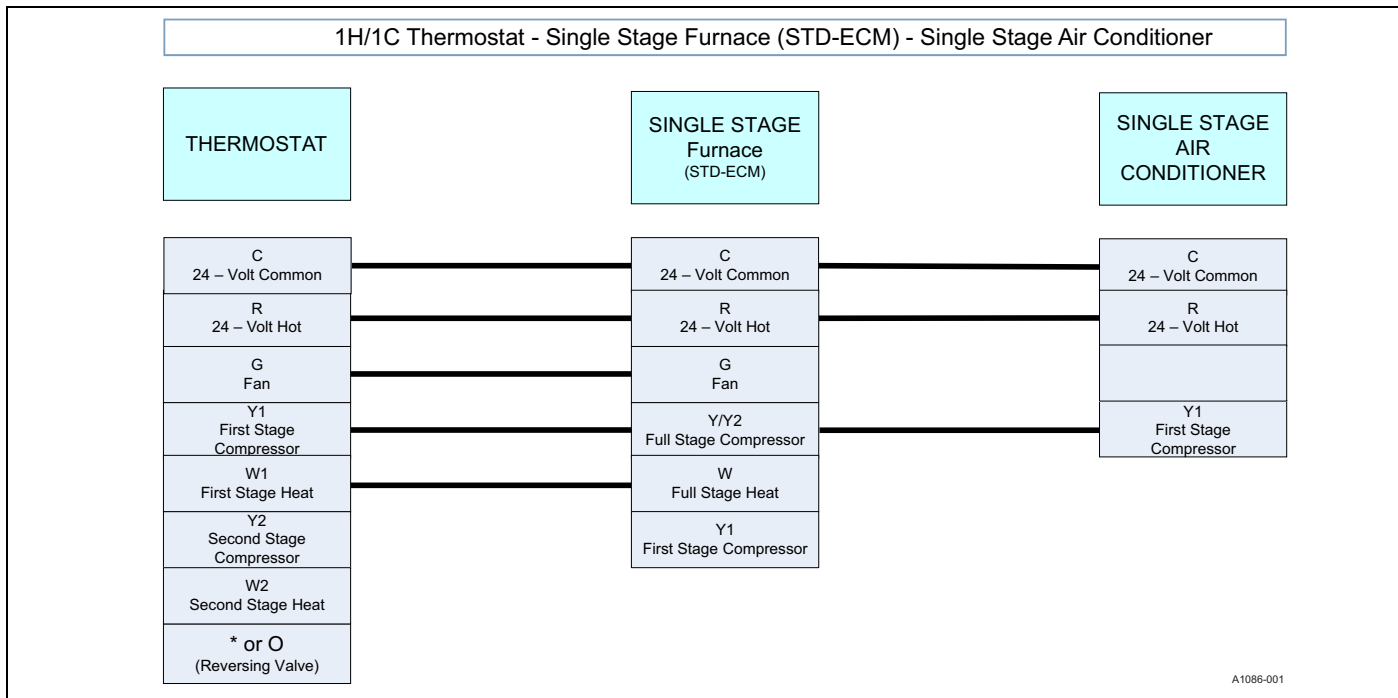 1H/1C Thermostat - Single Stage Furnace (STD-ECM) - Single Stage Air Conditioner
THERMOSTAT
SINGLE STAGE
Furnace
(STD-ECM)
SINGLE STAGE
AIR
CONDITIONER
C
24 – Volt Common
C
24 – Volt Common
C
24 – Volt Common
R
24 – Volt Hot
R
24 – Volt Hot
R
24 – Volt Hot
G
Fan
G
Fan
Y1
First Stage
Compressor
Y/Y2
Full Stage Compressor
Y1
First Stage
Compressor
W1
First Stage Heat
W
Full Stage Heat
Y2
Second Stage
Compressor
Y1
First Stage Compressor
W2
Second Stage Heat
* or O
(Reversing Valve)
A1086-001